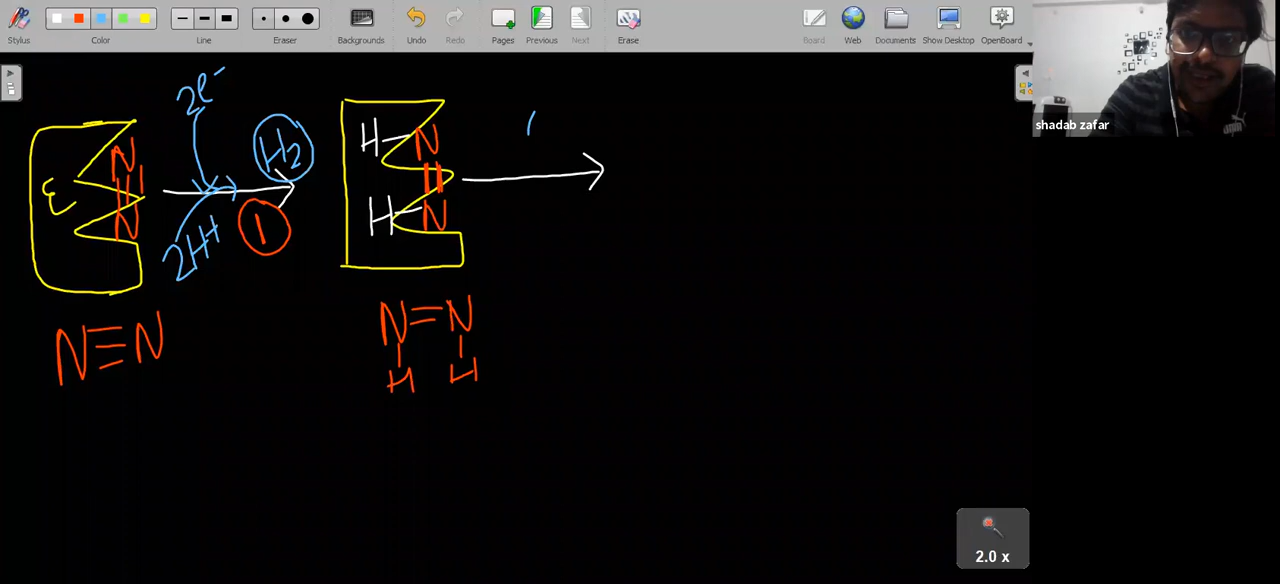 Stylus
Color
Line
Eraser
Backgrounds
Undo
Redo
Pages
Previous
Next
Erase
Board
Web
Documents
Show Desktop
OpenBoard
shadab zafar
2e⁻
H2
2H+
1
E
N
N
H-N
H-N
N≡N
N=N
H H
2.0 x